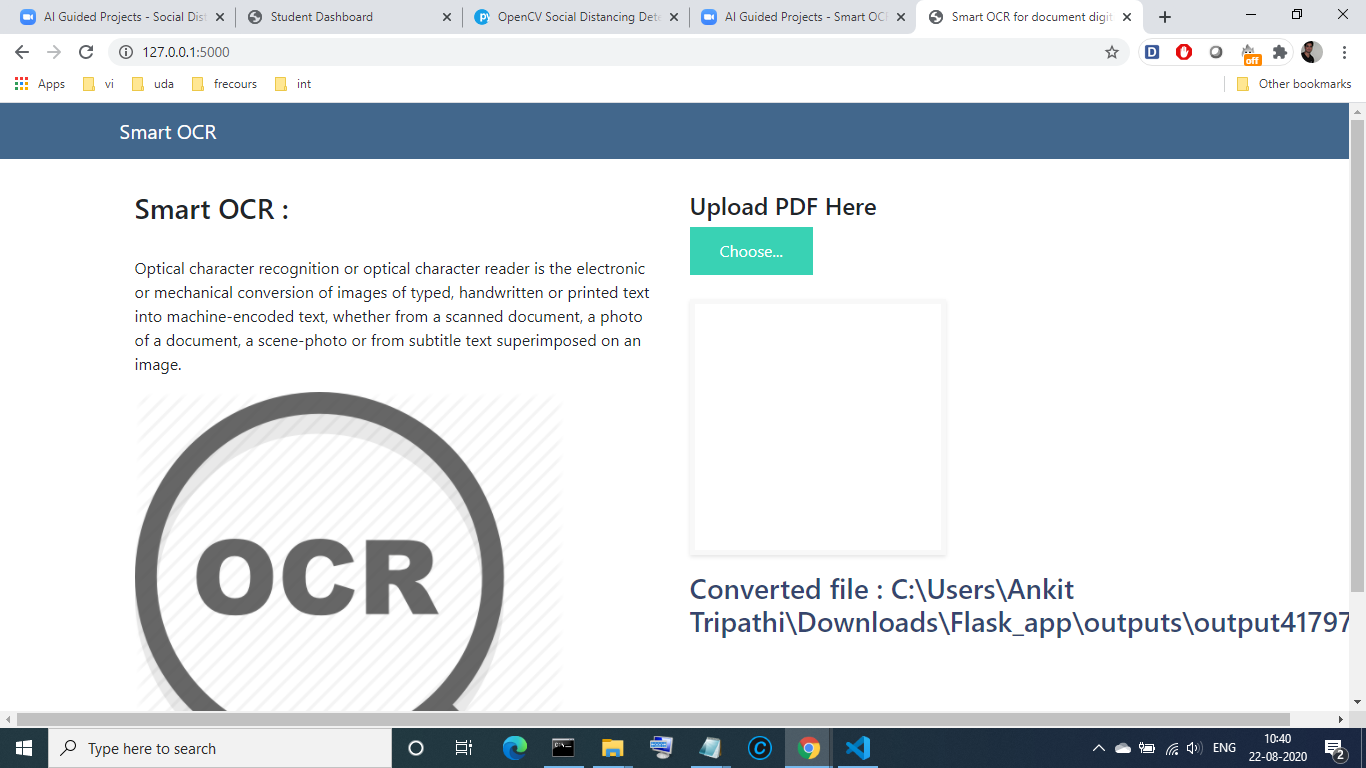 AI Guided Projects - Social Dist
Student Dashboard
OpenCV Social Distancing Dete
AI Guided Projects - Smart OCR
Smart OCR for document digit
127.0.0.1:5000
off
Apps
vi
uda
frecours
int
Other bookmarks
Smart OCR
Smart OCR :
Optical character recognition or optical character reader is the electronic
or mechanical conversion of images of typed, handwritten or printed text
into machine-encoded text, whether from a scanned document, a photo
of a document, a scene-photo or from subtitle text superimposed on an
image.
OCR
Upload PDF Here
Choose...
Converted file : C:\Users\Ankit
Tripathi\Downloads\Flask_app\outputs\output41797
Type here to search
ENG
10:40
22-08-2020
2